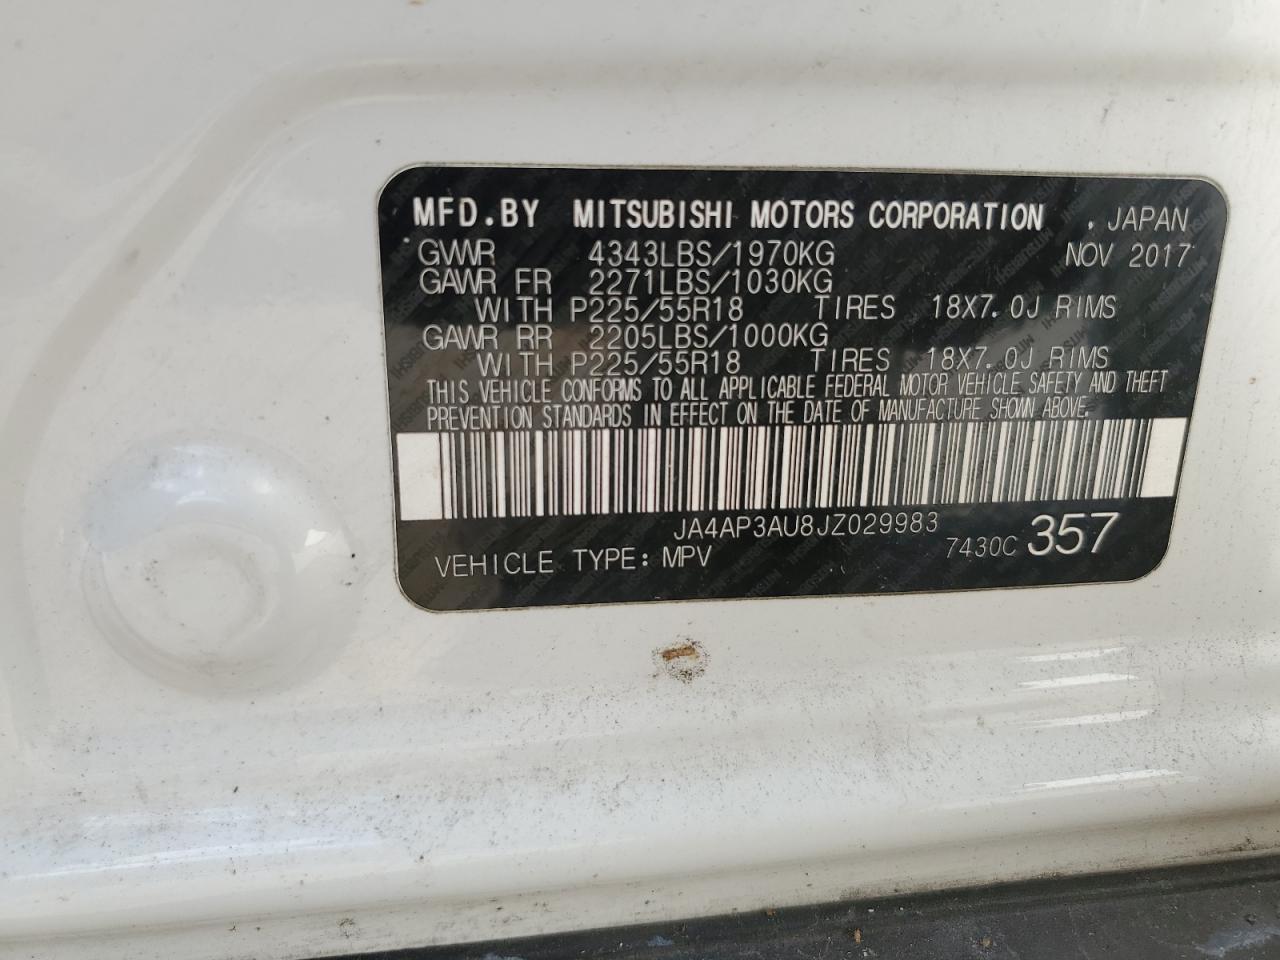 MFD.BY MITSUBISHI MOTORS CORPORATION , JAPAN
GVWR 4343LBS/1970KG NOV 2017
GAWR FR 2271LBS/1030KG
WITH P225/55R18 TIRES 18X7.0J RIMS
GAWR RR 2205LBS/1000KG
WITH P225/55R18 TIRES 18X7.0J RIMS
THIS VEHICLE CONFORMS TO ALL APPLICABLE FEDERAL MOTOR VEHICLE SAFETY AND THEFT
PREVENTION STANDARDS IN EFFECT ON THE DATE OF MANUFACTURE SHOWN ABOVE.
JA4AP3AU8JZ029983
VEHICLE TYPE: MPV 7430C 357